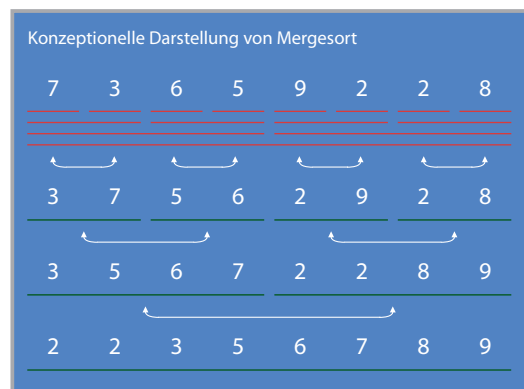 Konzeptionelle Darstellung von Mergesort
7 3 6 5 9 2 2 8
3 7 5 6 2 9 2 8
3 5 6 7 2 2 8 9
2 2 3 5 6 7 8 9